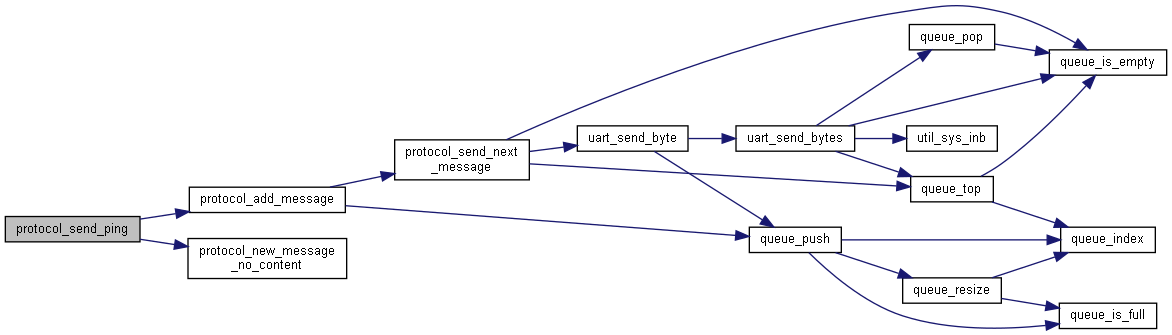 protocol_send_ping
protocol_add_message
protocol_new_message
_no_content
protocol_send_next
_message
uart_send_byte
queue_push
uart_send_bytes
queue_pop
util_sys_inb
queue_top
queue_resize
queue_is_empty
queue_index
queue_is_full